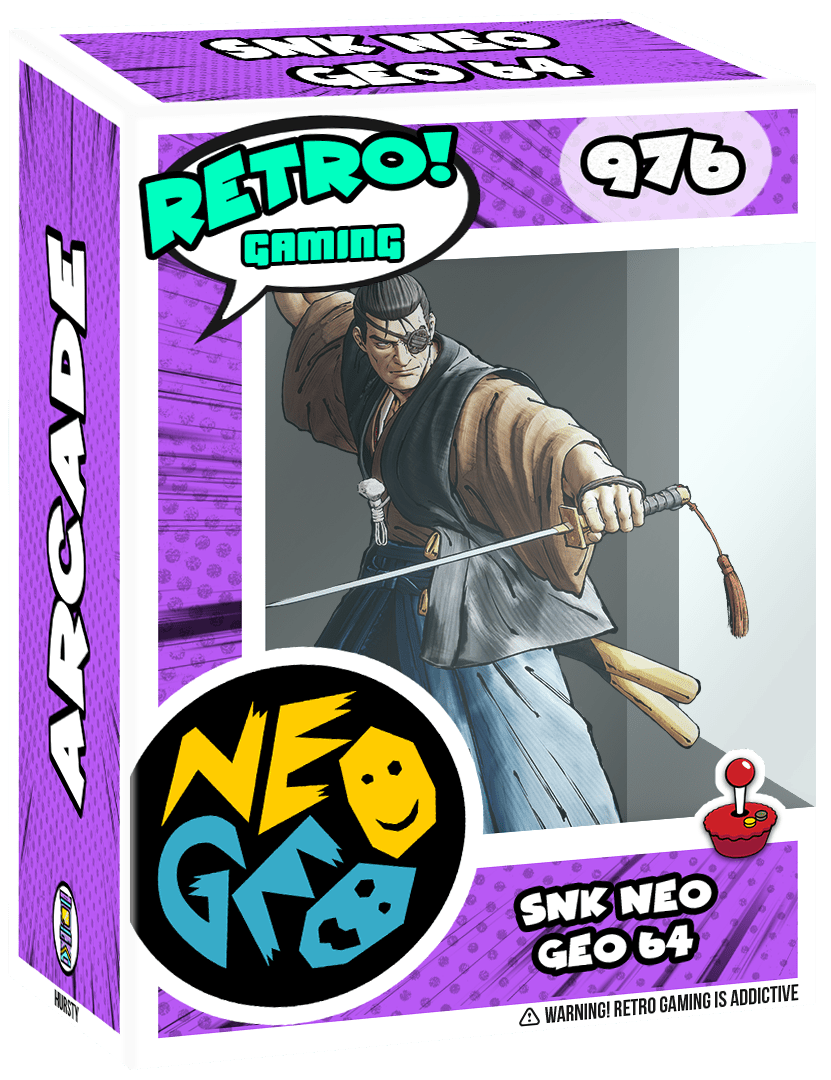 SNK NEO
GEO 64
RETRO!
GAMING
976
ARCADE
NEO
GEO
SNK NEO
GEO 64
HURSTY
WARNING! RETRO GAMING IS ADDICTIVE